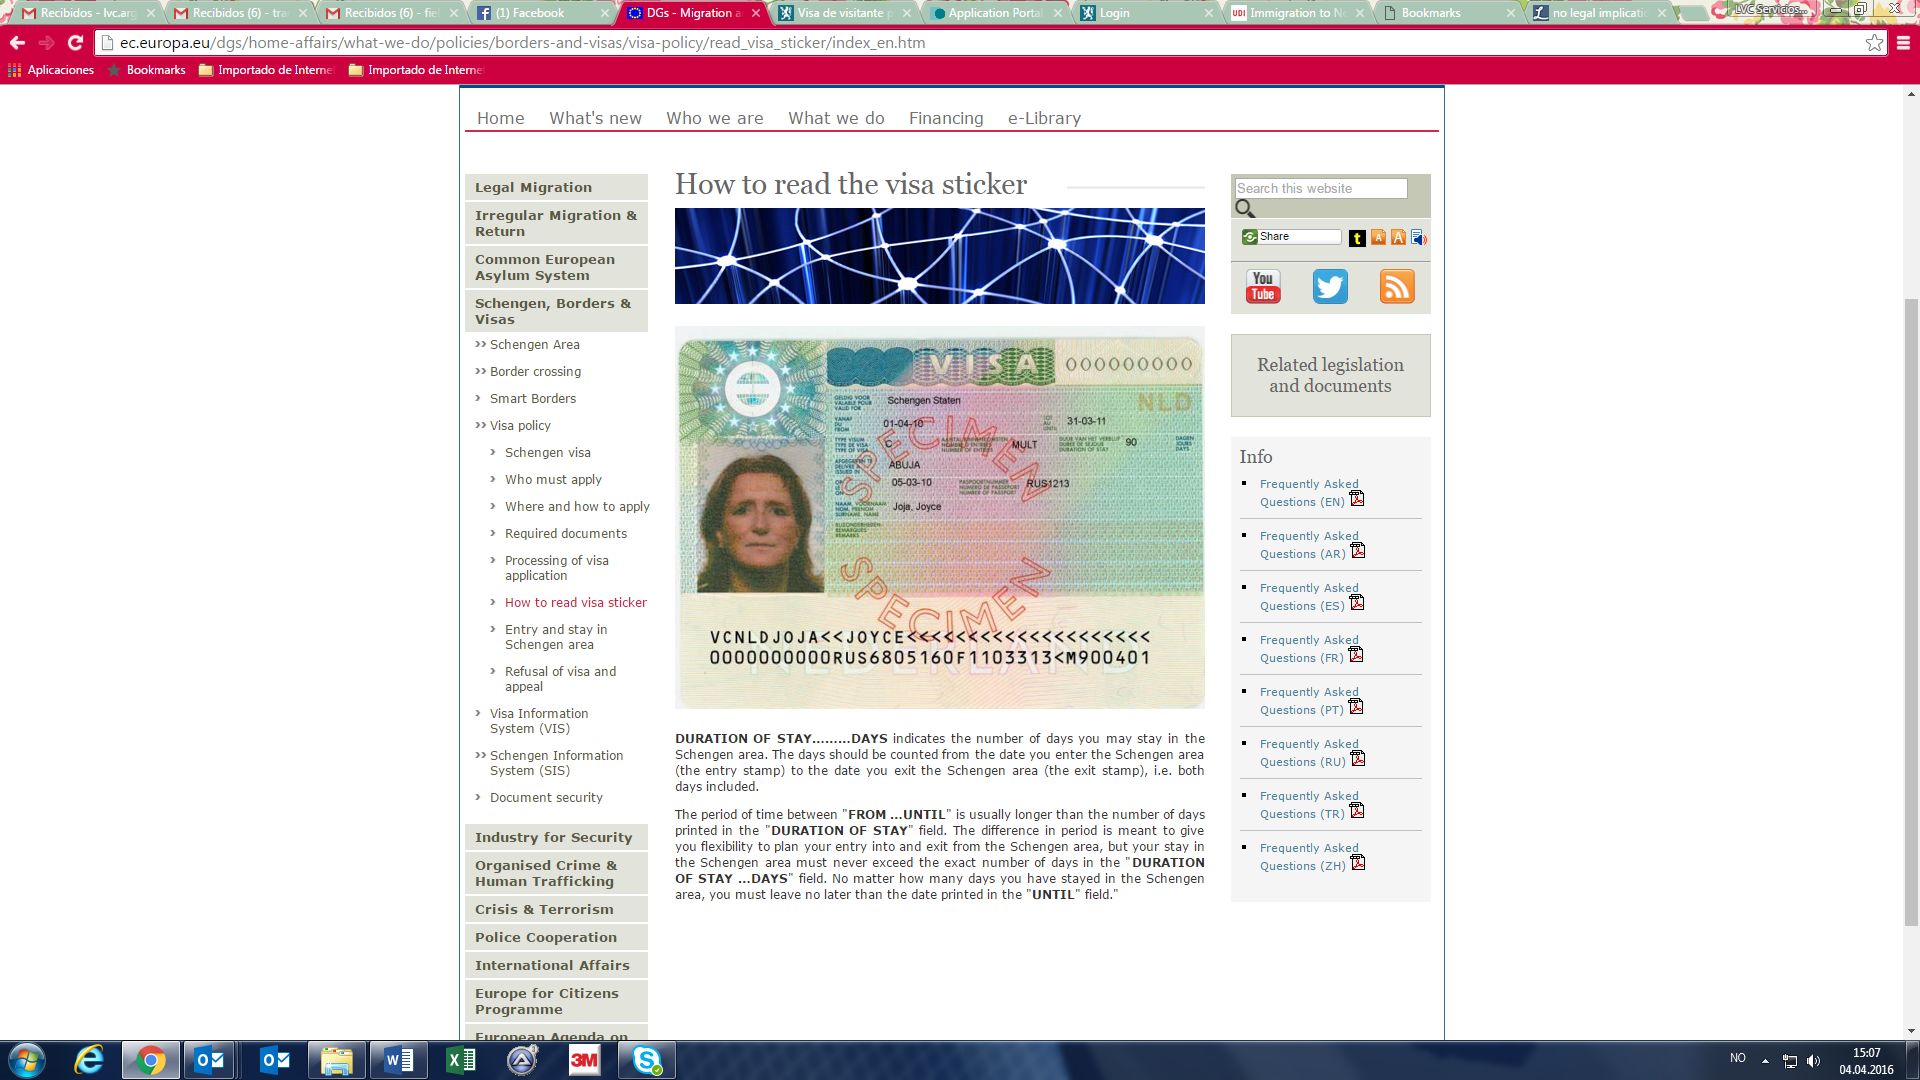 Recibidos - lvc.arg
Recibidos (6) - tra
Recibidos (6) - fie
(1) Facebook
DGs - Migration a
Visa de visitante p
Application Portal
Login
Immigration to No
Bookmarks
no legal implicatio
LVC Servicios...
ec.europa.eu/dgs/home-affairs/what-we-do/policies/borders-and-visas/visa-policy/read_visa_sticker/index_en.htm
Aplicaciones
Bookmarks
Importado de Interne
Importado de Interne
Home
What's new
Who we are
What we do
Financing
e-Library
Legal Migration
Irregular Migration &
Return
Common European
Asylum System
Schengen, Borders &
Visas
Schengen Area
Border crossing
Smart Borders
Visa policy
Schengen visa
Who must apply
Where and how to apply
Required documents
Processing of visa
application
How to read visa sticker
Entry and stay in
Schengen area
Refusal of visa and
appeal
Visa Information
System (VIS)
Schengen Information
System (SIS)
Document security
Industry for Security
Organised Crime &
Human Trafficking
Crisis & Terrorism
Police Cooperation
International Affairs
Europe for Citizens
Programme
European Agenda on
How to read the visa sticker
VISA
000000000
Schengen Staten
NLD
01-04-10
31-03-11
C
MULT
90
ABUJA
05-03-10
RUS1213
Joja, Joyce
SPECIMEN
SPECIMEN
NEDERLAND
VCNLDJOJA<<JOYCE<<<<<<<<<<<<<<<<<<<<
0000000000RUS6805160F1103313<M900401
DURATION OF STAY.........DAYS indicates the number of days you may stay in the
Schengen area. The days should be counted from the date you enter the Schengen area
(the entry stamp) to the date you exit the Schengen area (the exit stamp), i.e. both
days included.
The period of time between "FROM ...UNTIL" is usually longer than the number of days
printed in the "DURATION OF STAY" field. The difference in period is meant to give
you flexibility to plan your entry into and exit from the Schengen area, but your stay in
the Schengen area must never exceed the exact number of days in the "DURATION
OF STAY ...DAYS" field. No matter how many days you have stayed in the Schengen
area, you must leave no later than the date printed in the "UNTIL" field."
Search this website
Share
You
Tube
Related legislation
and documents
Info
Frequently Asked
Questions (EN)
Frequently Asked
Questions (AR)
Frequently Asked
Questions (ES)
Frequently Asked
Questions (FR)
Frequently Asked
Questions (PT)
Frequently Asked
Questions (RU)
Frequently Asked
Questions (TR)
Frequently Asked
Questions (ZH)
3M
NO
15:07
04.04.2016